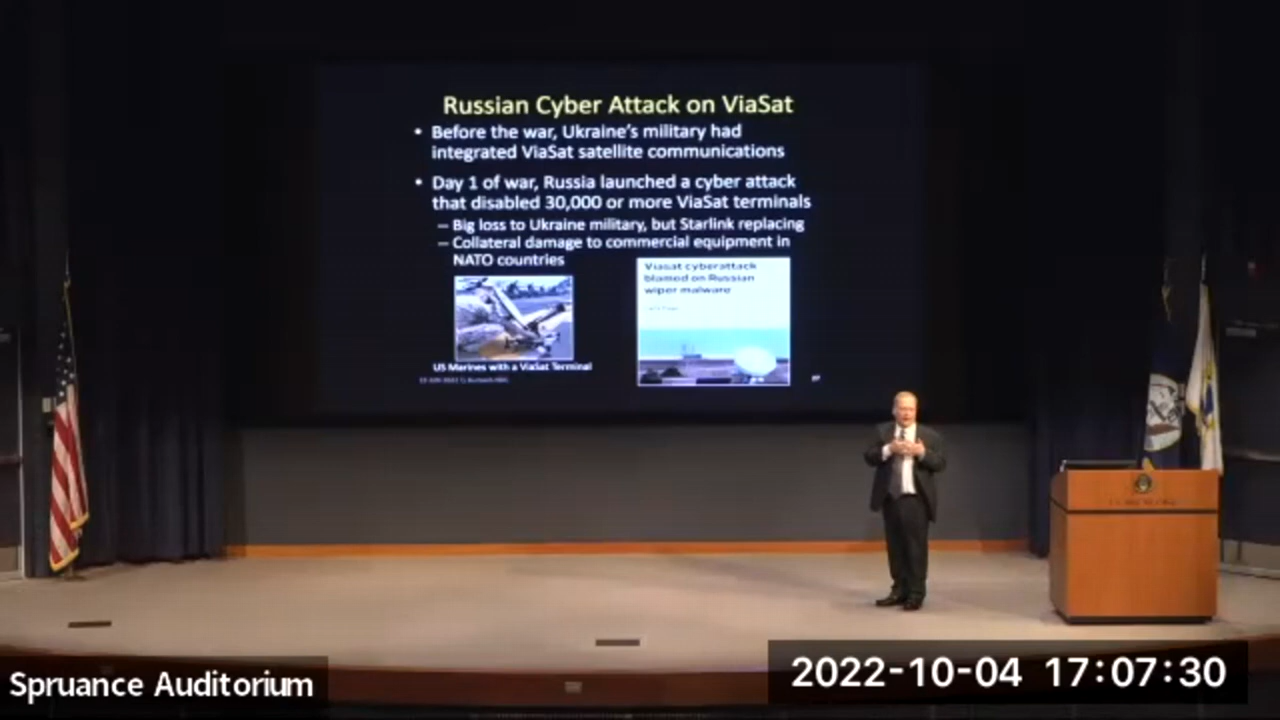 Russian Cyber Attack on ViaSat
• Before the war, Ukraine's military had
integrated ViaSat satellite communications
• Day 1 of war, Russia launched a cyber attack
that disabled 30,000 or more ViaSat terminals
– Big loss to Ukraine military, but Starlink replacing
– Collateral damage to commercial equipment in
NATO countries
Viasat cyberattack
blamed on Russian
wiper malware
US Marines with a ViaSat Terminal
Spruance Auditorium
2022-10-04 17:07:30